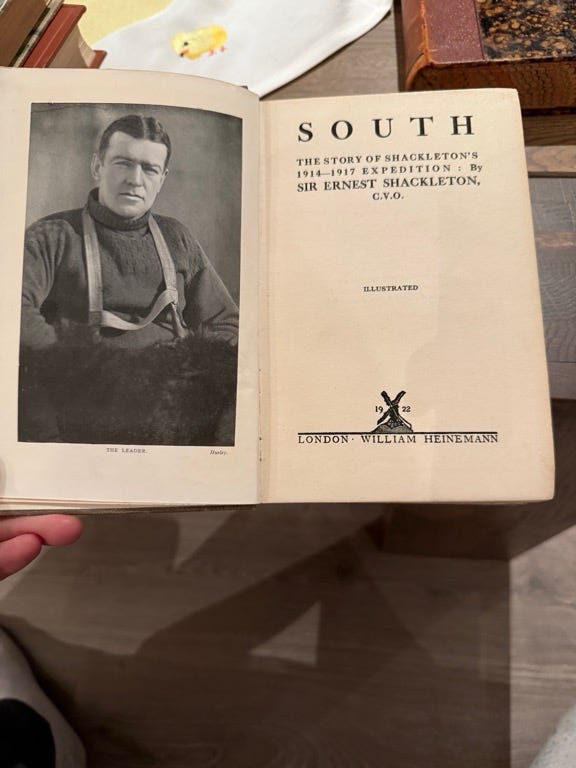 THE LEADER.
Hurley.
SOUTH
THE STORY OF SHACKLETON'S
1914—1917 EXPEDITION : By
SIR ERNEST SHACKLETON,
C.V.O.
ILLUSTRATED
19 22
LONDON · WILLIAM HEINEMANN